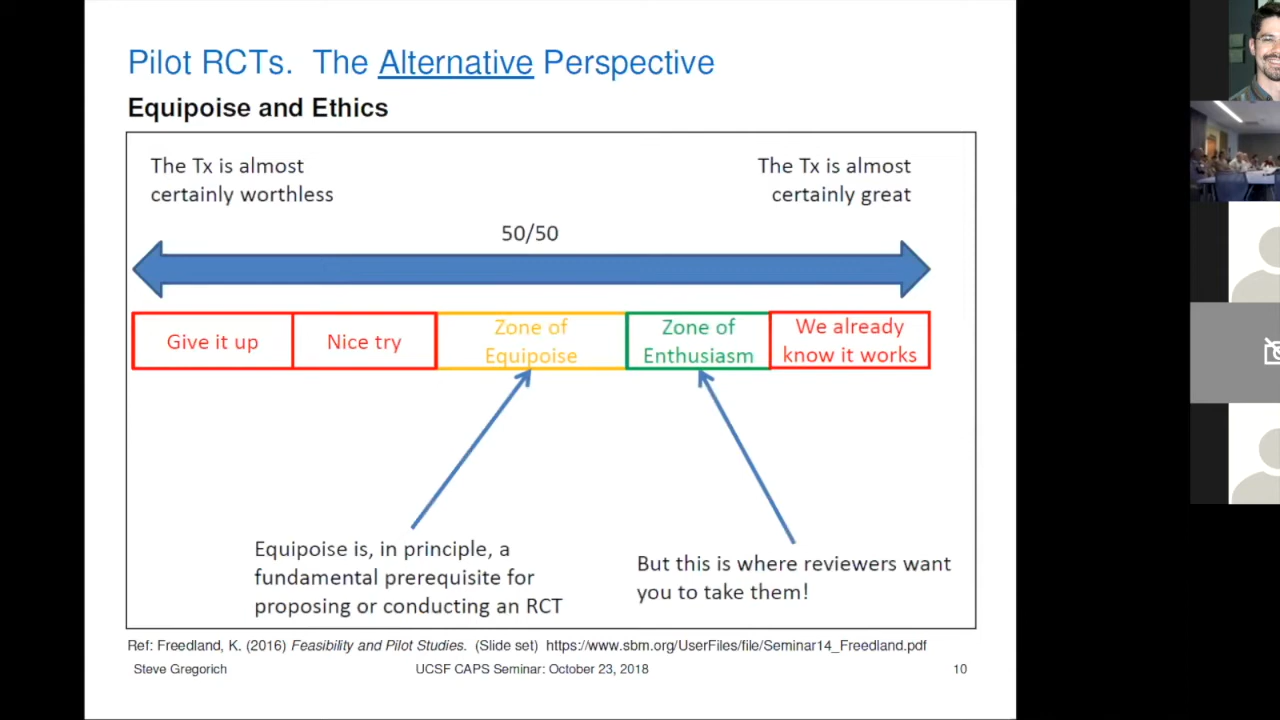 Pilot RCTs.  The Alternative Perspective
Equipoise and Ethics
The Tx is almost
certainly worthless
The Tx is almost
certainly great
50/50
Give it up
Nice try
Zone of
Equipoise
Zone of
Enthusiasm
We already
know it works
Equipoise is, in principle, a
fundamental prerequisite for
proposing or conducting an RCT
But this is where reviewers want
you to take them!
Ref: Freedland, K. (2016) Feasibility and Pilot Studies.  (Slide set)  https://www.sbm.org/UserFiles/file/Seminar14_Freedland.pdf
Steve Gregorich
UCSF CAPS Seminar: October 23, 2018
10